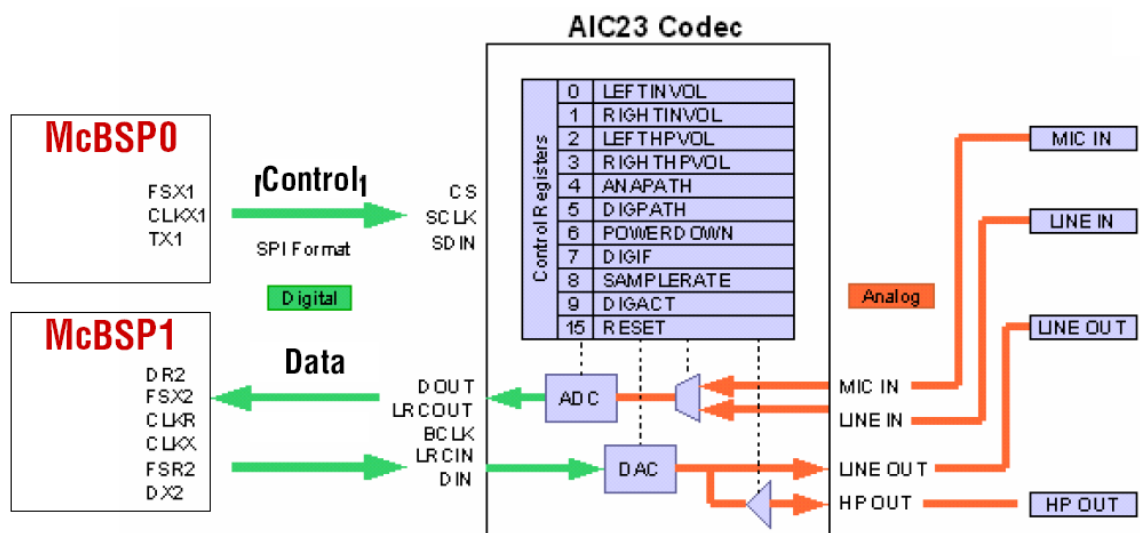 AIC23 Codec
McBSP0
FSX1
CLKX1
TX1
Control
SPI Format
CS
SCLK
SDIN
Digital
Control Registers
0 LEFTINVOL
1 RIGHTINVOL
2 LEFTHPVOL
3 RIGHTHPVOL
4 ANAPATH
5 DIGPATH
6 POWERDOWN
7 DIGIF
8 SAMPLERATE
9 DIGACT
15 RESET
Analog
MIC IN
LINE IN
LINE OUT
HP OUT
McBSP1
DR2
FSX2
CLKR
CLKX
FSR2
DX2
Data
DOUT
LRCOUT
BCLK
LRCIN
DIN
ADC
DAC
MIC IN
LINE IN
LINE OUT
HP OUT